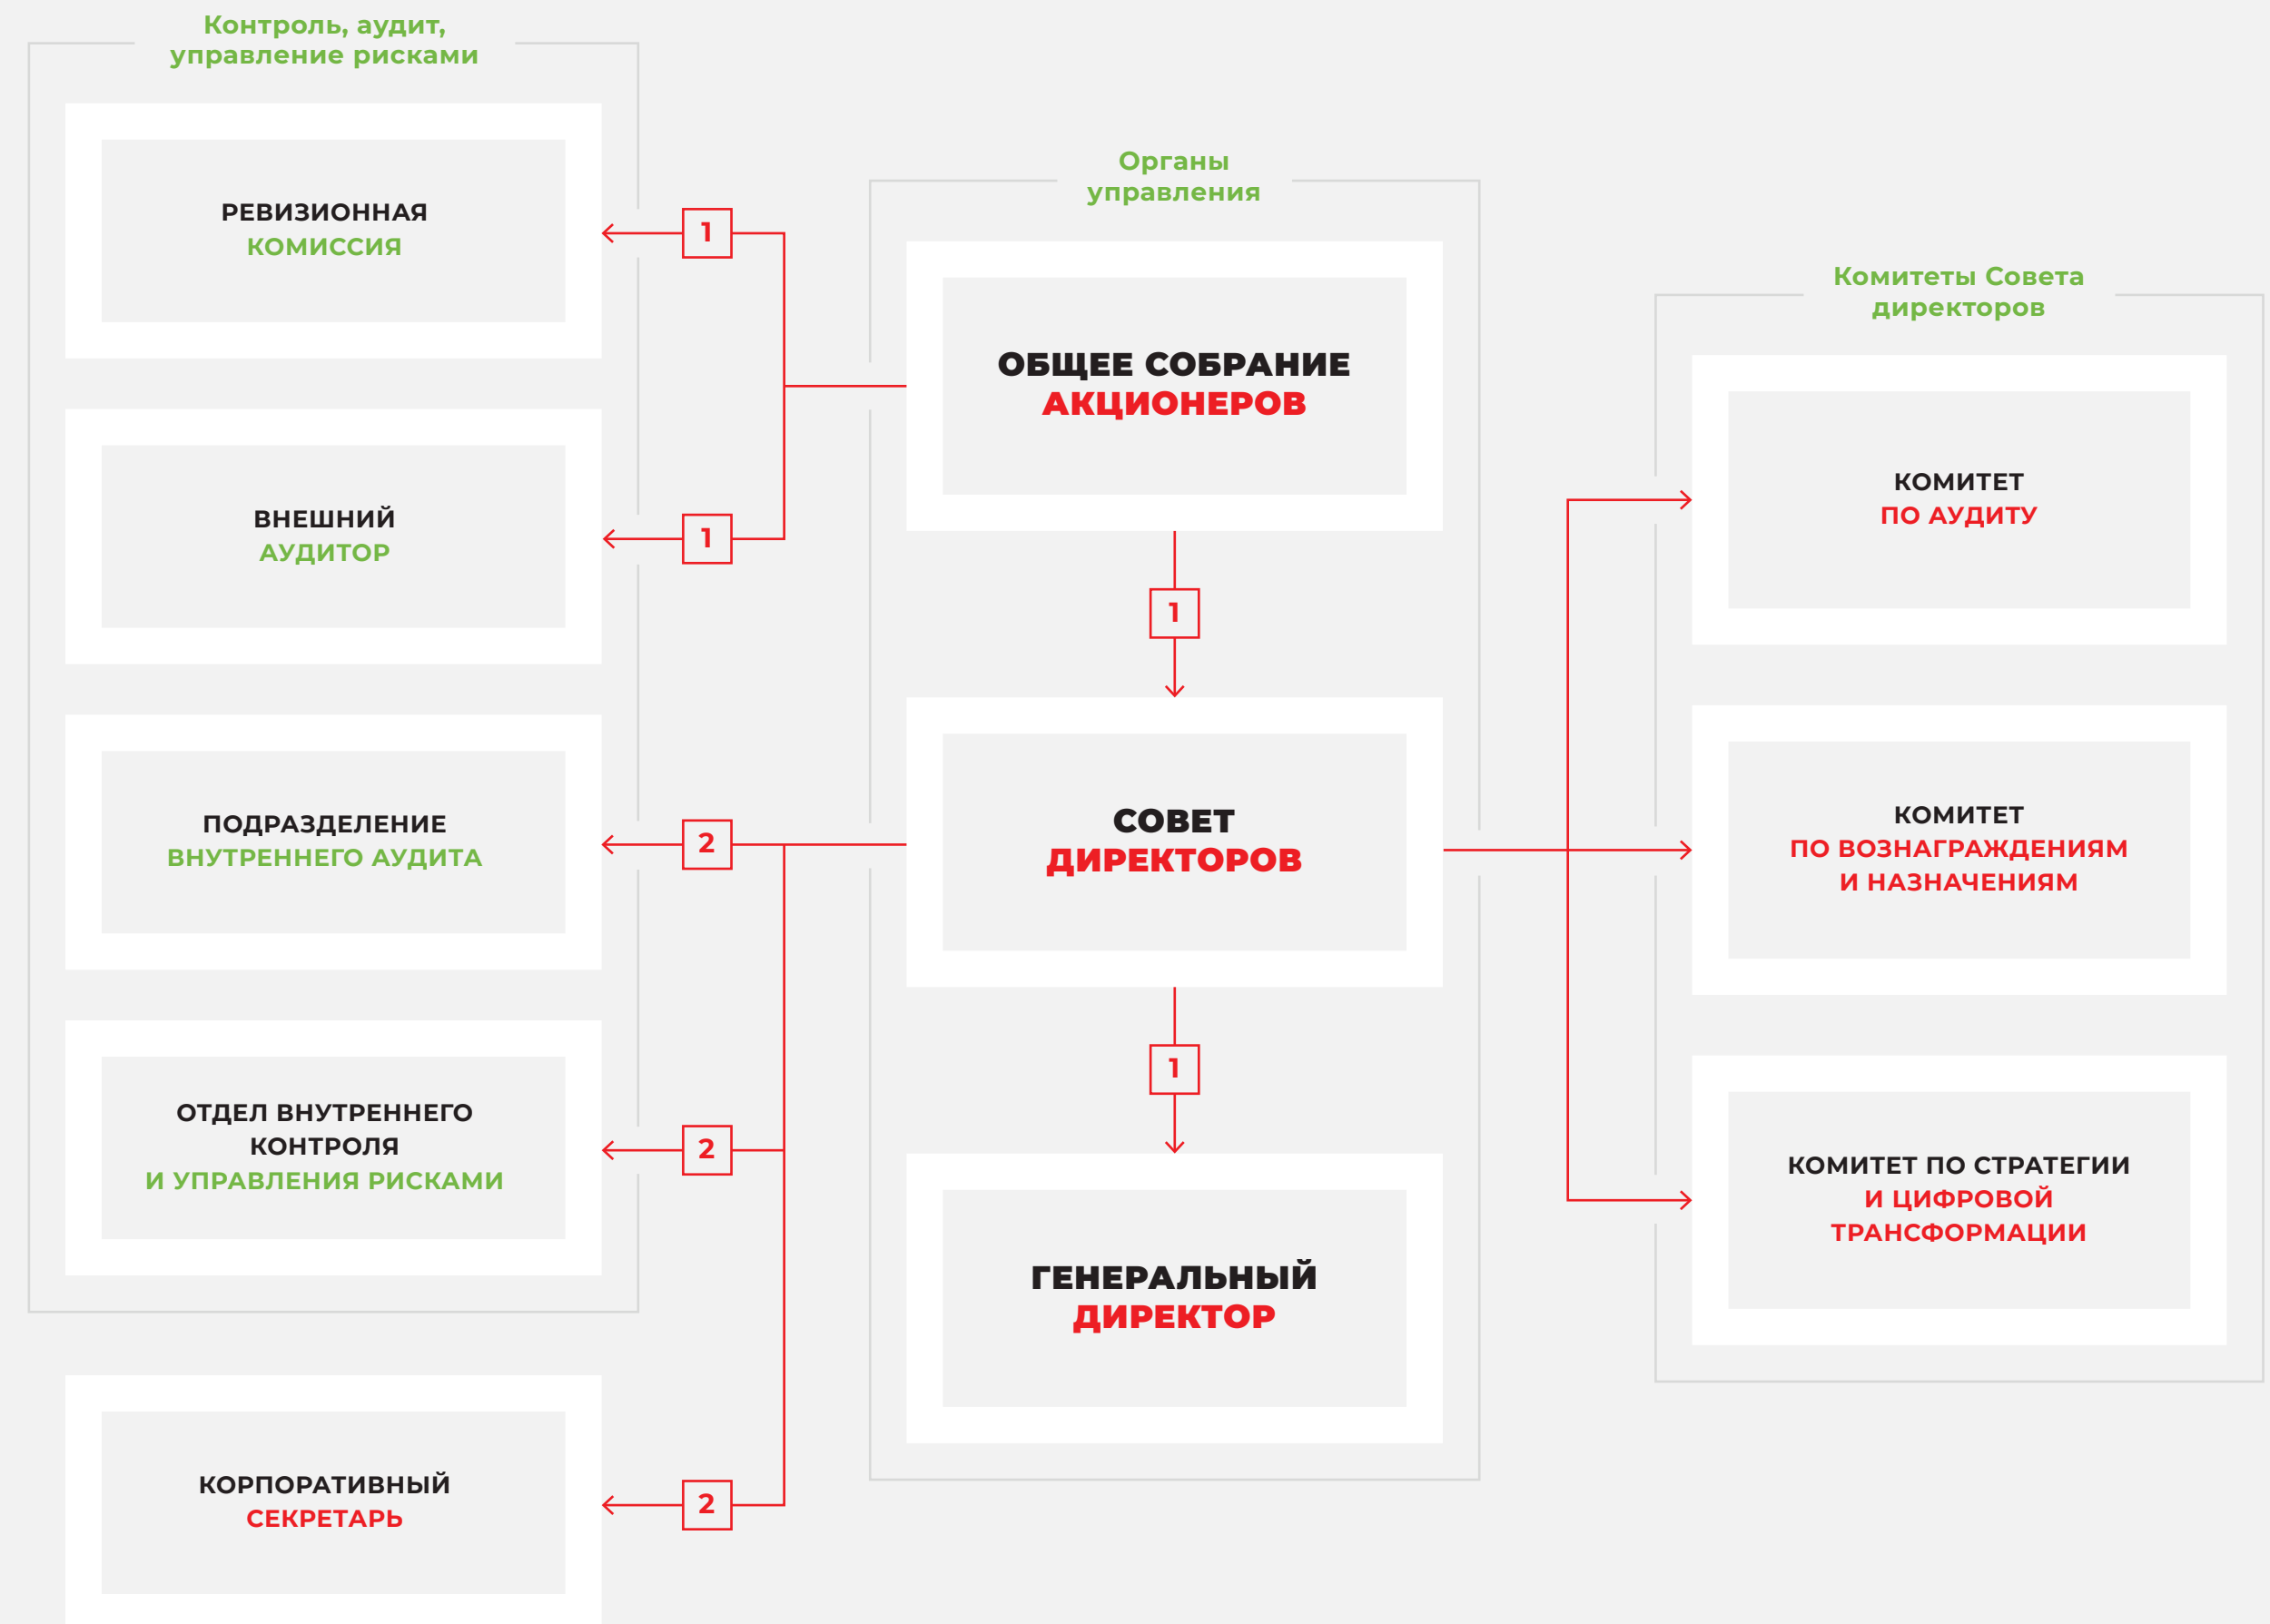 Контроль, аудит,
управление рисками
РЕВИЗИОННАЯ
КОМИССИЯ
1
ВНЕШНИЙ
АУДИТОР
1
ПОДРАЗДЕЛЕНИЕ
ВНУТРЕННЕГО АУДИТА
2
ОТДЕЛ ВНУТРЕННЕГО
КОНТРОЛЯ
И УПРАВЛЕНИЯ РИСКАМИ
2
КОРПОРАТИВНЫЙ
СЕКРЕТАРЬ
2
Органы
управления
ОБЩЕЕ СОБРАНИЕ
АКЦИОНЕРОВ
1
СОВЕТ
ДИРЕКТОРОВ
1
ГЕНЕРАЛЬНЫЙ
ДИРЕКТОР
Комитеты Совета
директоров
КОМИТЕТ
ПО АУДИТУ
КОМИТЕТ
ПО ВОЗНАГРАЖДЕНИЯМ
И НАЗНАЧЕНИЯМ
КОМИТЕТ ПО СТРАТЕГИИ
И ЦИФРОВОЙ
ТРАНСФОРМАЦИИ